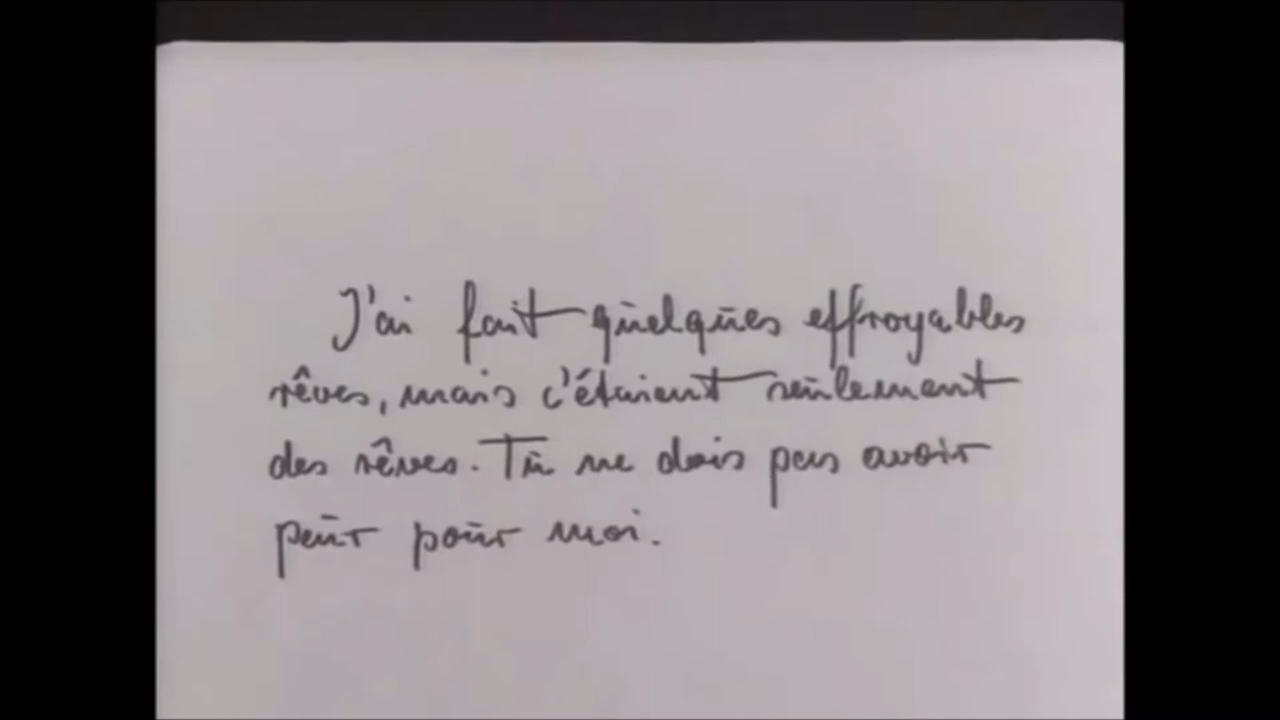 J'ai fait quelques effroyables
rêves, mais c'étaient seulement
des rêves. Tu ne dois pas avoir
peur pour moi.